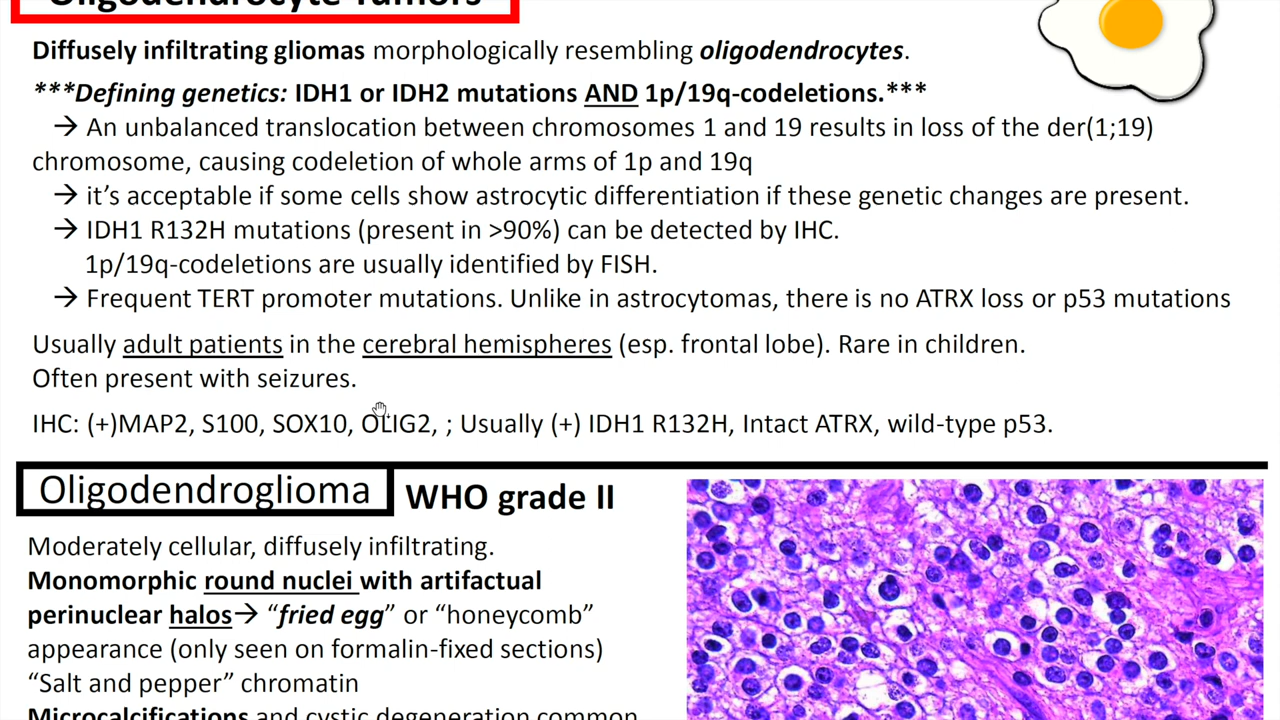 Oligodendrocyte Tumors
Diffusely infiltrating gliomas morphologically resembling oligodendrocytes.
***Defining genetics: IDH1 or IDH2 mutations AND 1p/19q-codeletions.***
→ An unbalanced translocation between chromosomes 1 and 19 results in loss of the der(1;19)
chromosome, causing codeletion of whole arms of 1p and 19q
→ it’s acceptable if some cells show astrocytic differentiation if these genetic changes are present.
→ IDH1 R132H mutations (present in >90%) can be detected by IHC.
1p/19q-codeletions are usually identified by FISH.
→ Frequent TERT promoter mutations. Unlike in astrocytomas, there is no ATRX loss or p53 mutations
Usually adult patients in the cerebral hemispheres (esp. frontal lobe). Rare in children.
Often present with seizures.
IHC: (+)MAP2, S100, SOX10, OLIG2, ; Usually (+) IDH1 R132H, Intact ATRX, wild-type p53.
Oligodendroglioma WHO grade II
Moderately cellular, diffusely infiltrating.
Monomorphic round nuclei with artifactual
perinuclear halos→ “fried egg” or “honeycomb”
appearance (only seen on formalin-fixed sections)
“Salt and pepper” chromatin
Microcalcifications and cystic degeneration common